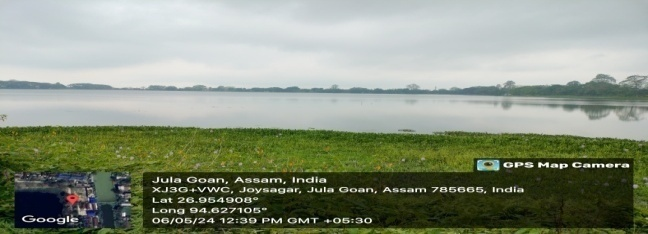 GPS Map Camera
Jula Goan, Assam, India
XJ3G+VWC, Joysagar, Jula Goan, Assam 785665, India
Lat 26.954908°
Long 94.627105°
06/05/24 12:39 PM GMT +05:30
Google